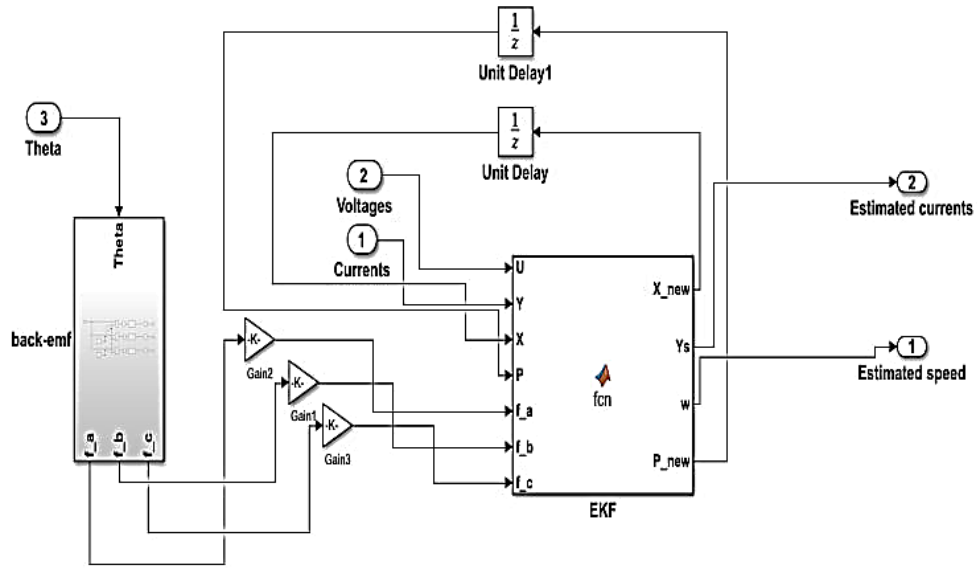 1
z
Unit Delay1
3
Theta
1
z
Unit Delay
2
Voltages
1
Currents
2
Estimated currents
Theta
back-emf
f_a
f_b
f_c
-K-
Gain2
-K-
Gain1
-K-
Gain3
U
Y
X
P
f_a
f_b
f_c
fcn
X_new
Ys
w
P_new
EKF
1
Estimated speed